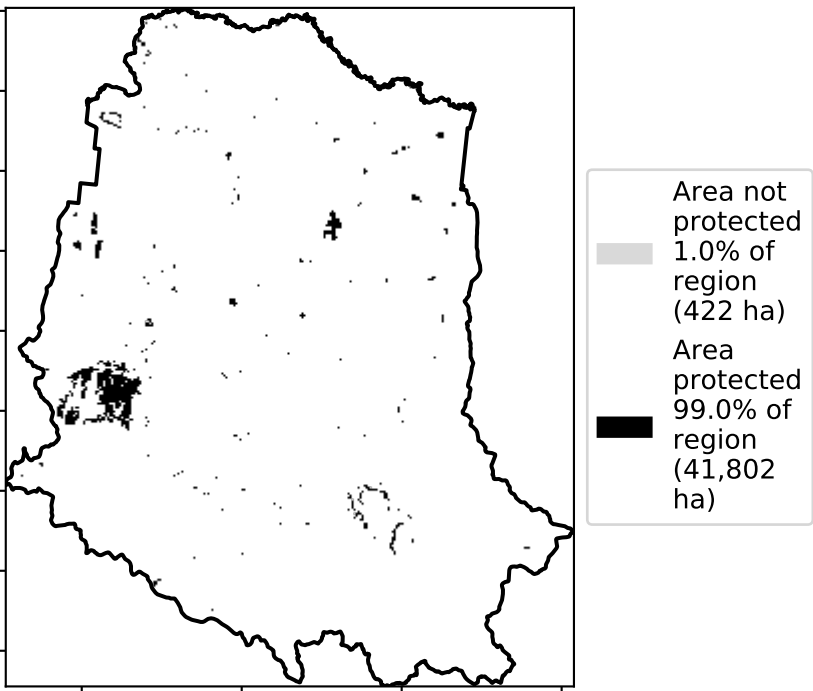 Area not
protected
1.0% of
region
(422 ha)
Area
protected
99.0% of
region
(41,802
ha)